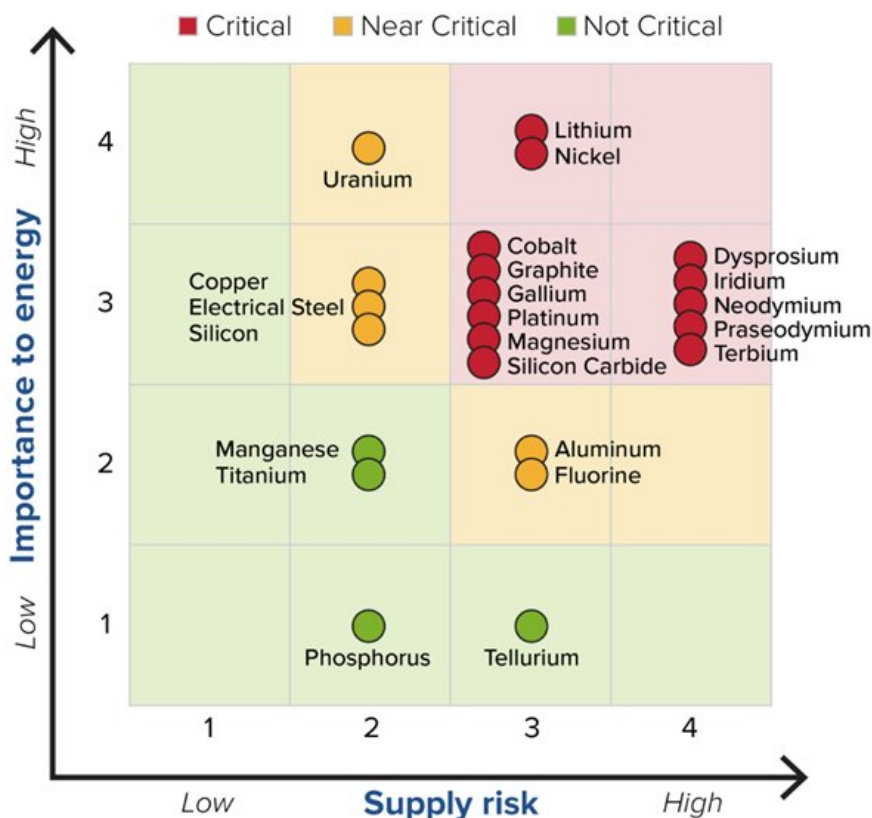 Critical Near Critical Not Critical
High
Importance to energy
Low
4
3
2
1
Uranium
Lithium
Nickel
Copper
Electrical Steel
Silicon
Cobalt
Graphite
Gallium
Platinum
Magnesium
Silicon Carbide
Dysprosium
Iridium
Neodymium
Praseodymium
Terbium
Manganese
Titanium
Aluminum
Fluorine
Phosphorus
Tellurium
1 2 3 4
Low Supply risk High